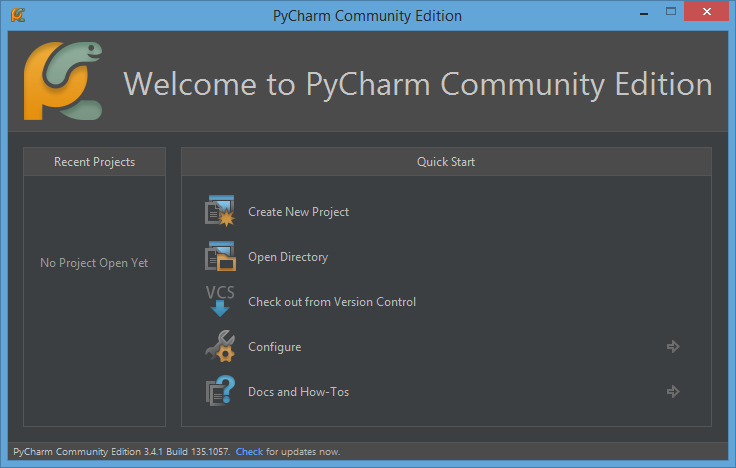 PyCharm Community Edition
Welcome to PyCharm Community Edition
Recent Projects
No Project Open Yet
Quick Start
Create New Project
Open Directory
VCS
Check out from Version Control
Configure
Docs and How-Tos
PyCharm Community Edition 3.4.1 Build 135.1057. Check for updates now.